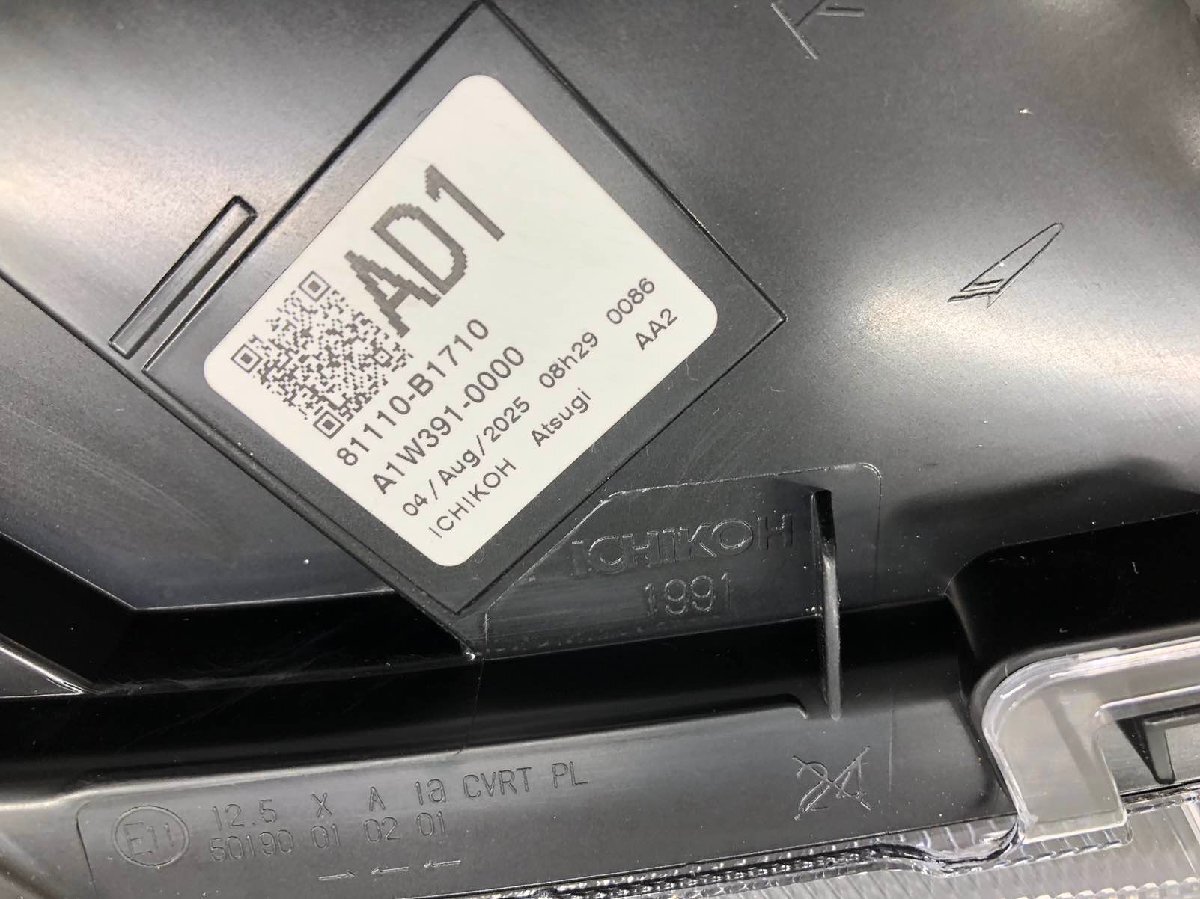 AD1
81110-B1710
A1W391-0000
04/Aug/2025 08h29 0086
ICHIKOH Atsugi AA2
ICHIKOH
1991
24
E11
12.5 X A 1a CVRT PL
50190 01 02 01